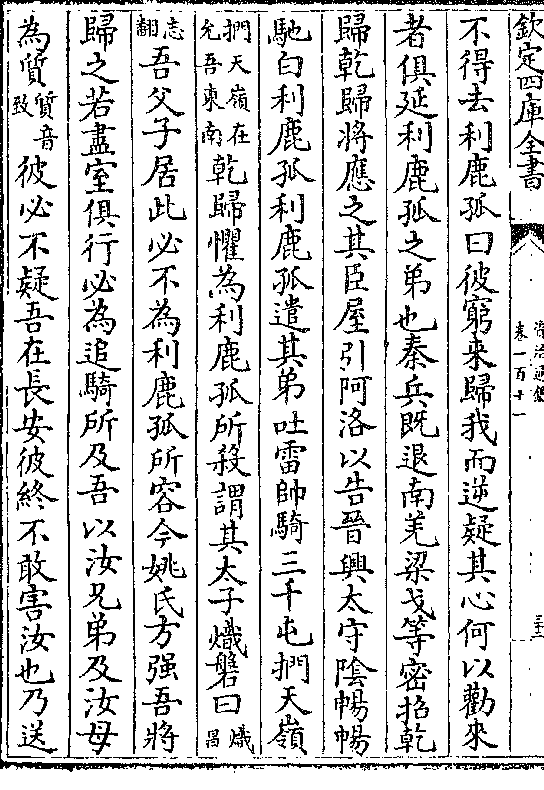 欽定四庫全書
資治通鑑
卷一百十一
三
不得去利鹿孤曰彼窮來歸我而逆疑其心何以勸來
者俱延利鹿孤之弟也秦兵既退南羌梁戈等密招乾
歸乾歸將應之其臣屋引阿洛以告晉興太守陰暢暢
馳白利鹿孤利鹿孤遣其弟吐雷帥騎三千屯捫天嶺
捫天嶺在允吾東南乾歸懼為利鹿孤所殺謂其太子熾磐曰熾昌
志翻吾父子居此必不為利鹿孤所容今姚氏方强吾將
歸之若盡室俱行必為追騎所及吾以汝兄弟及汝母
為質質音致彼必不疑吾在長安彼終不敢害汝也乃送